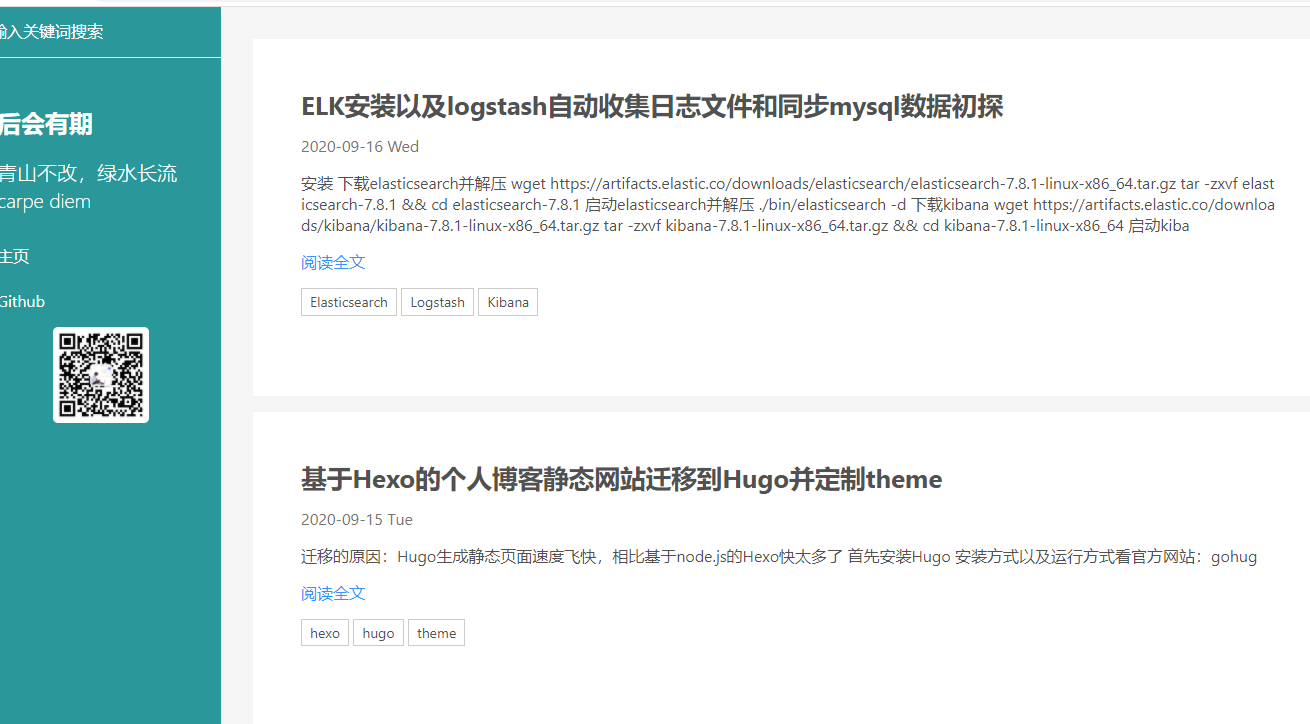 输入关键词搜索
后会有期
青山不改，绿水长流
carpe diem
主页
Github
ELK安装以及logstash自动收集日志文件和同步mysql数据初探
2020-09-16 Wed
安装 下载elasticsearch并解压 wget https://artifacts.elastic.co/downloads/elasticsearch/elasticsearch-7.8.1-linux-x86_64.tar.gz tar -zxvf elast
icsearch-7.8.1 && cd elasticsearch-7.8.1 启动elasticsearch并解压 ./bin/elasticsearch -d 下载kibana wget https://artifacts.elastic.co/downloa
ds/kibana/kibana-7.8.1-linux-x86_64.tar.gz tar -zxvf kibana-7.8.1-linux-x86_64.tar.gz && cd kibana-7.8.1-linux-x86_64 启动kiba
阅读全文
Elasticsearch Logstash Kibana
基于Hexo的个人博客静态网站迁移到Hugo并定制theme
2020-09-15 Tue
迁移的原因：Hugo生成静态页面速度飞快，相比基于node.js的Hexo快太多了 首先安装Hugo 安装方式以及运行方式看官方网站：gohug
阅读全文
hexo hugo theme